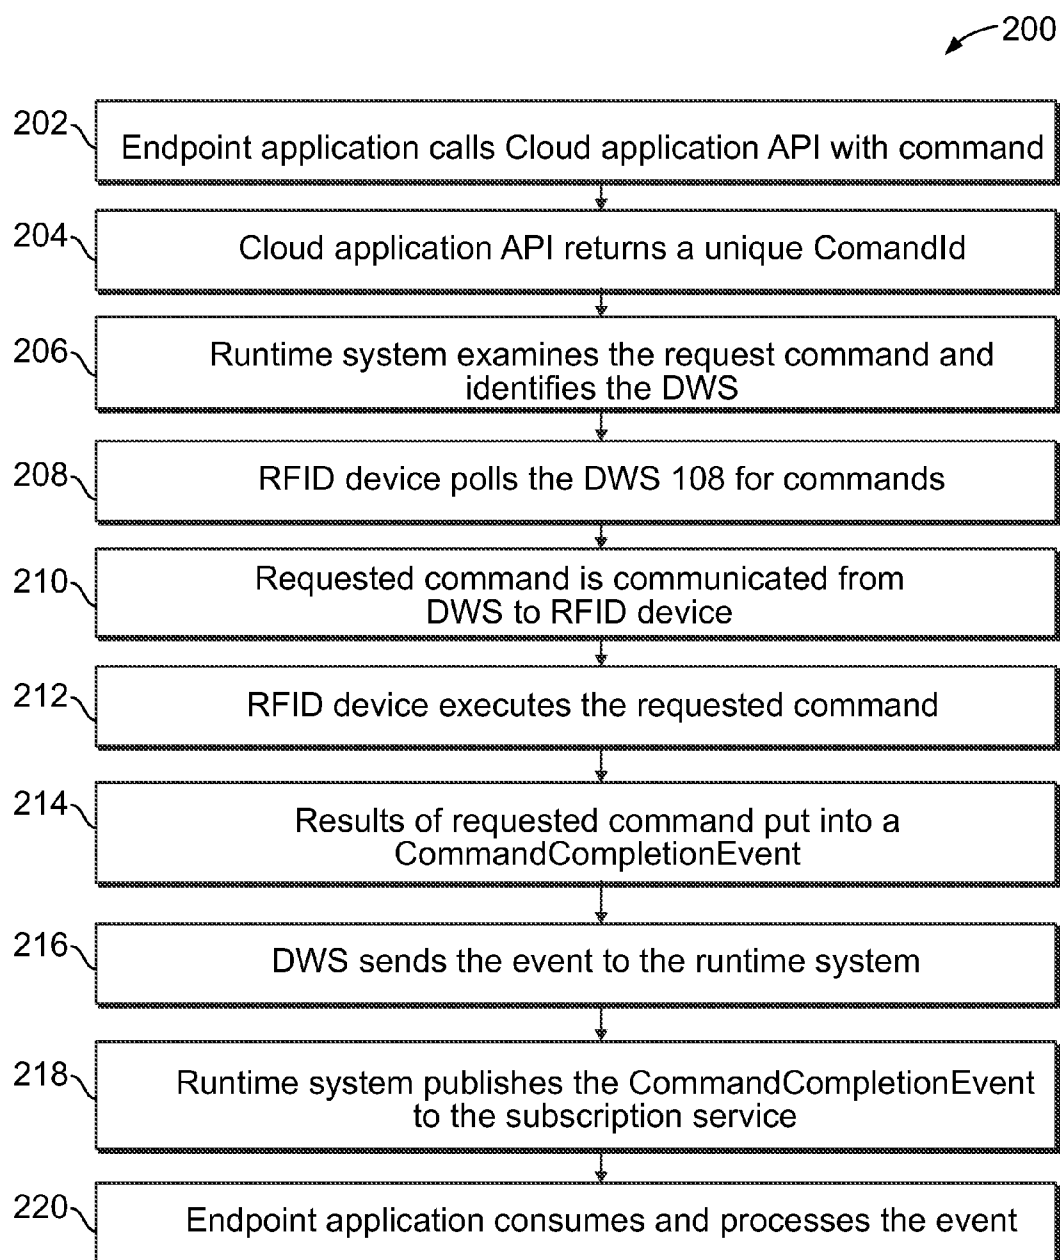 200
202
Endpoint application calls Cloud application API with command
204
Cloud application API returns a unique ComandId
206
Runtime system examines the request command and
identifies the DWS
208
RFID device polls the DWS 108 for commands
210
Requested command is communicated from
DWS to RFID device
212
RFID device executes the requested command
214
Results of requested command put into a
CommandCompletionEvent
216
DWS sends the event to the runtime system
218
Runtime system publishes the CommandCompletionEvent
to the subscription service
220
Endpoint application consumes and processes the event